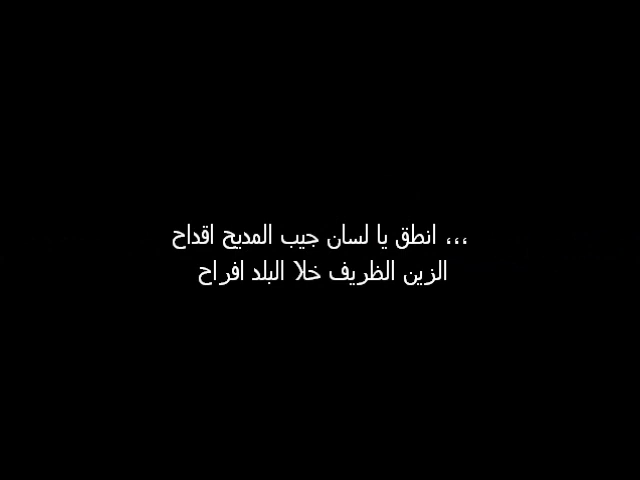 ،،، انطق يا لسان جيب المديح اقداح
الزين الظريف خلا البلد افراح